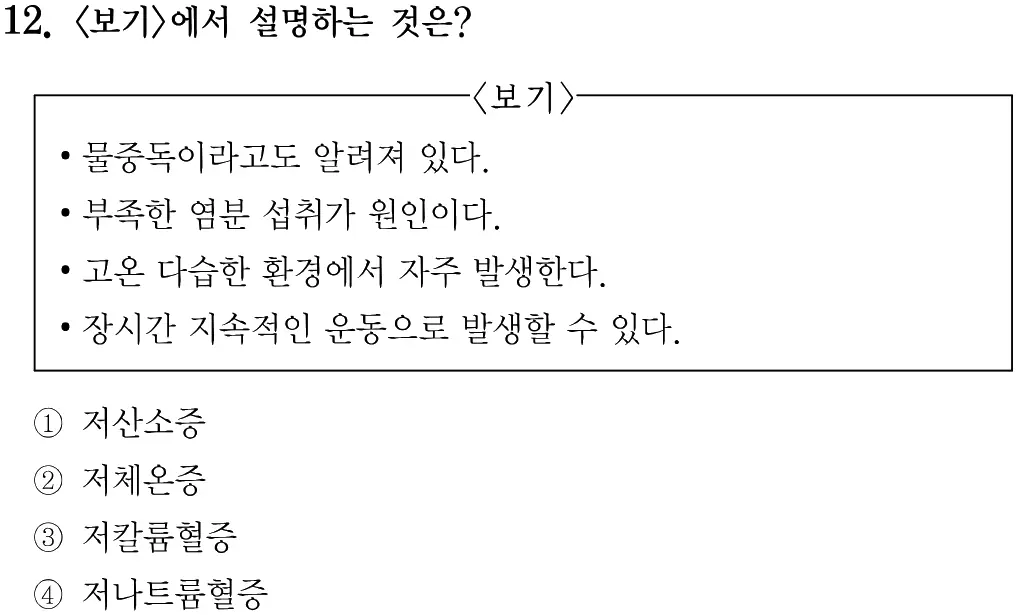 12. 〈보기〉에서 설명하는 것은?
〈보기〉
• 물중독이라고도 알려져 있다.
• 부족한 염분 섭취가 원인이다.
• 고온 다습한 환경에서 자주 발생한다.
• 장시간 지속적인 운동으로 발생할 수 있다.
① 저산소증
② 저체온증
③ 저칼륨혈증
④ 저나트륨혈증